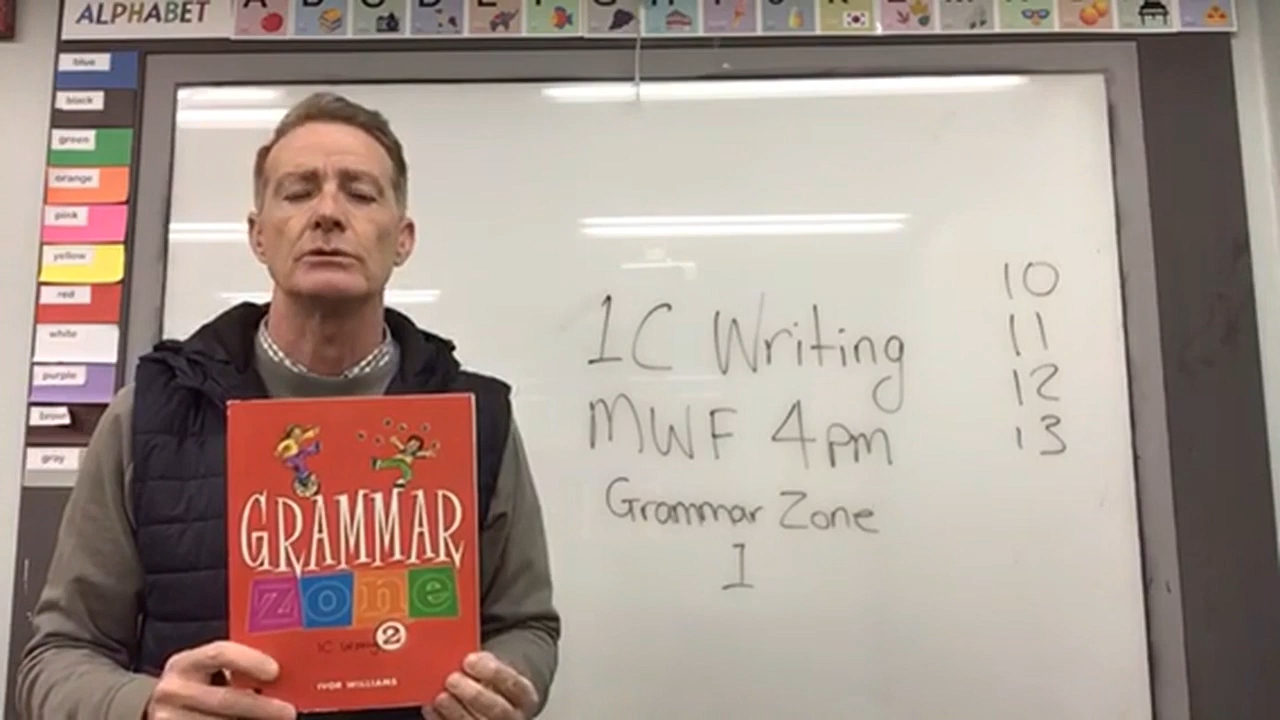 ALPHABET
blue
black
green
orange
pink
yellow
red
white
purple
brown
gray
1C Writing
MWF 4pm
Grammar Zone
1
10
11
12
13
GRAMMAR
zone
1C
2
IVOR WILLIAMS